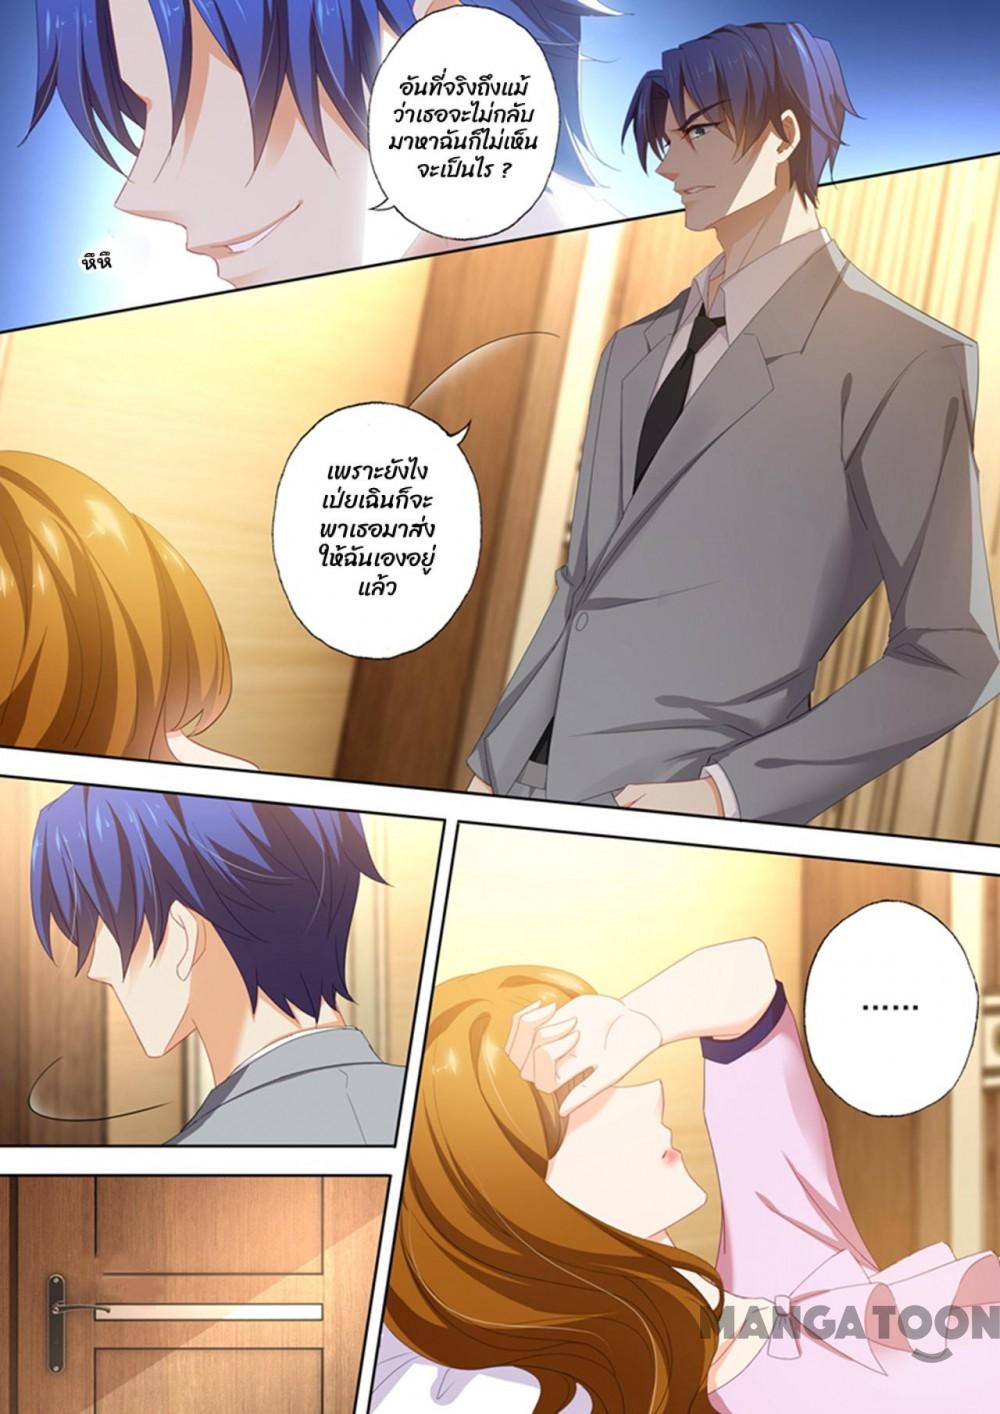 อันที่จริงถึงแม้
ว่าเธอจะไม่กลับ
มาหาฉันก็ไม่เห็น
จะเป็นไร ?
หึหึ
เพราะยังไง
เป่ยเฉินก็จะ
พาเธอมาส่ง
ให้ฉันเองอยู่
แล้ว
......
MANGATOON